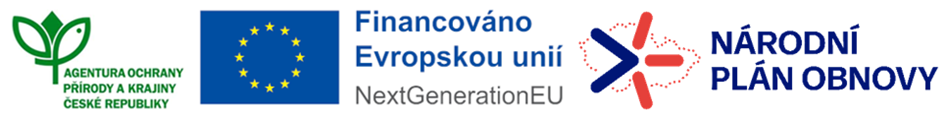 AGENTURA OCHRANY
PŘÍRODY A KRAJINY
ČESKÉ REPUBLIKY
Financováno
Evropskou unií
NextGenerationEU
NÁRODNÍ
PLÁN OBNOVY